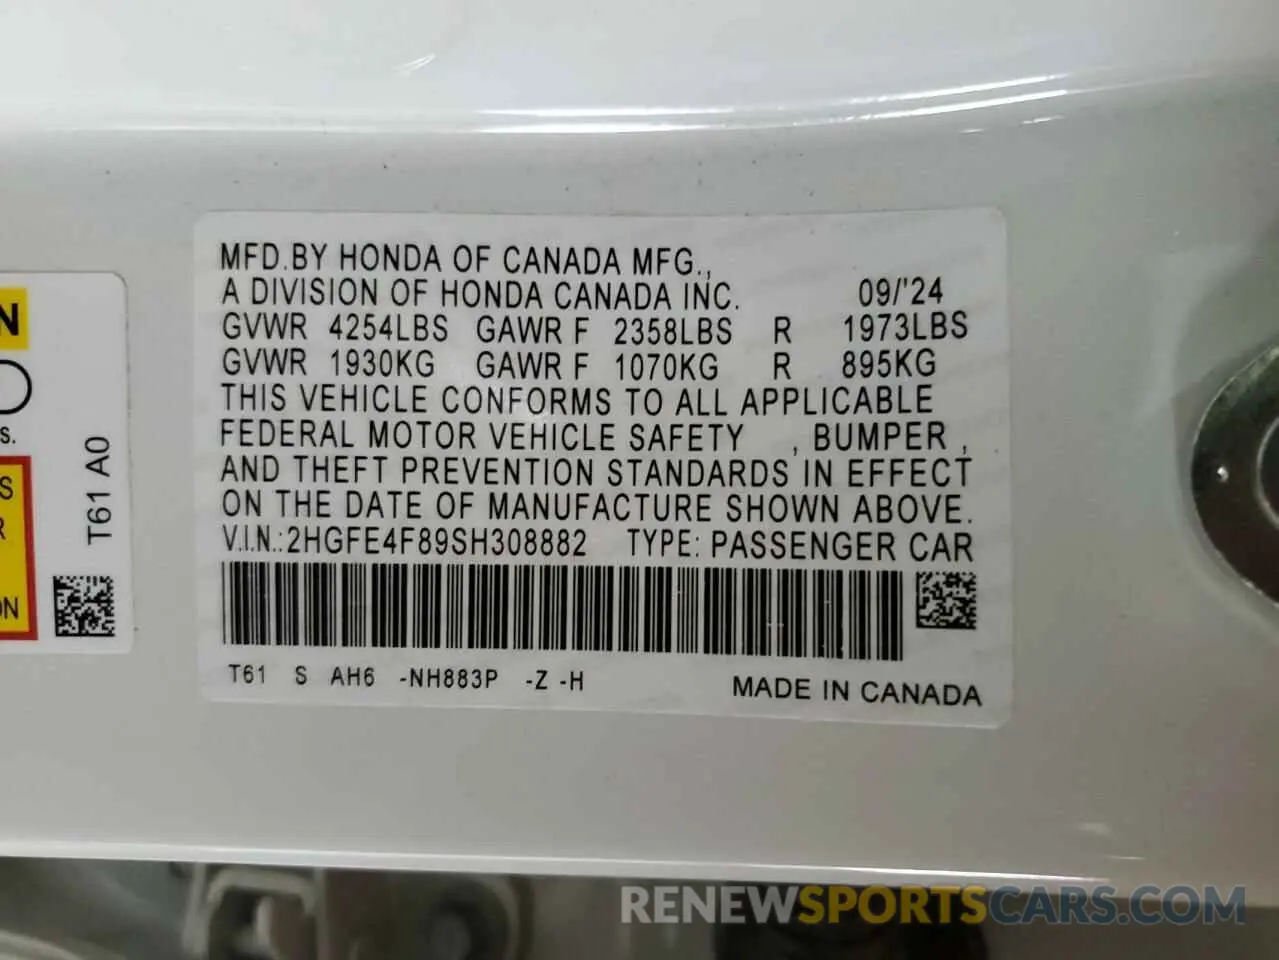 MFD.BY HONDA OF CANADA MFG.,
A DIVISION OF HONDA CANADA INC. 09/'24
GVWR 4254LBS GAWR F 2358LBS R 1973LBS
GVWR 1930KG GAWR F 1070KG R 895KG
THIS VEHICLE CONFORMS TO ALL APPLICABLE
FEDERAL MOTOR VEHICLE SAFETY , BUMPER ,
AND THEFT PREVENTION STANDARDS IN EFFECT
ON THE DATE OF MANUFACTURE SHOWN ABOVE.
V.I.N.:2HGFE4F89SH308882 TYPE: PASSENGER CAR
T61 S AH6 -NH883P -Z -H
MADE IN CANADA
T61 A0
RENEWSPORTSCARS.COM